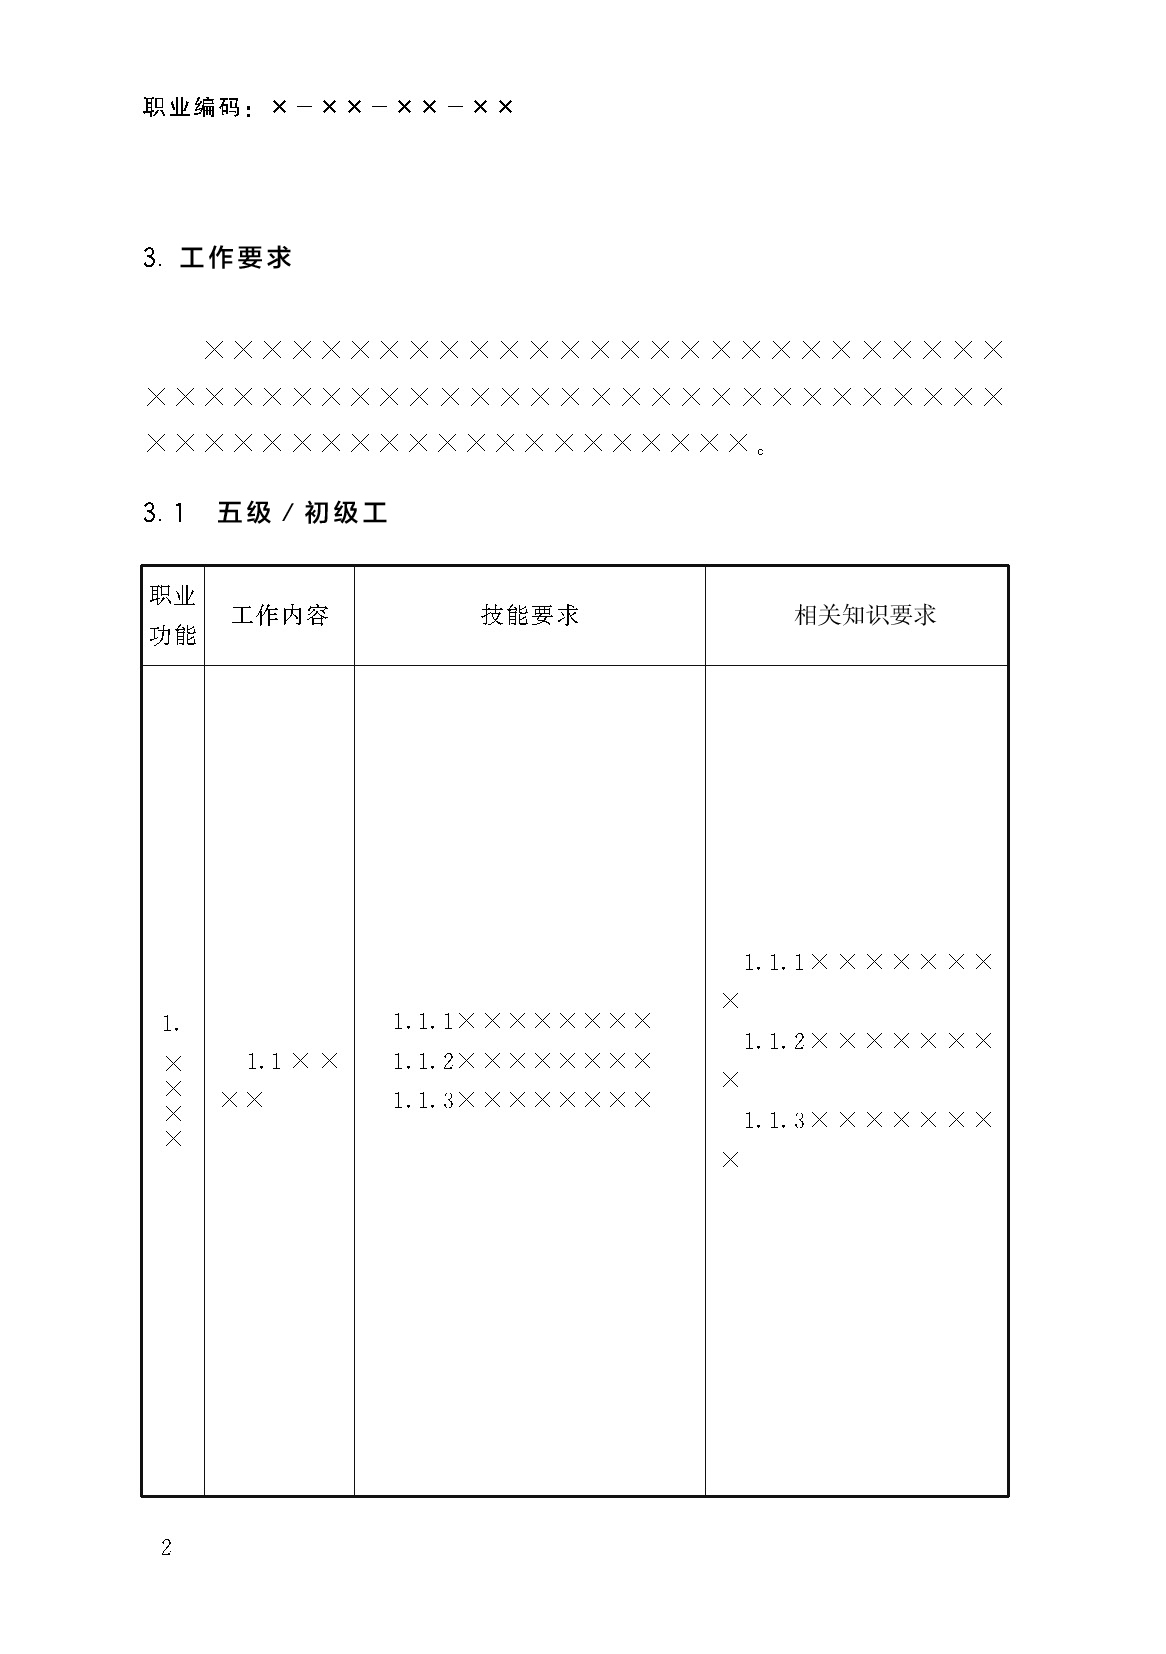 职业编码：×－××－××－××
3. 工作要求
×××××××××××××××××××××××××××
×××××××××××××××××××××××××××××
×××××××××××××××××××××。
3.1 五级 / 初级工
职业
功能
工作内容
技能要求
相关知识要求
1.
×
×
×
×
1.1××
××
1.1.1××××××××
1.1.2××××××××
1.1.3××××××××
1.1.1×××××××
×
1.1.2×××××××
×
1.1.3×××××××
×
2